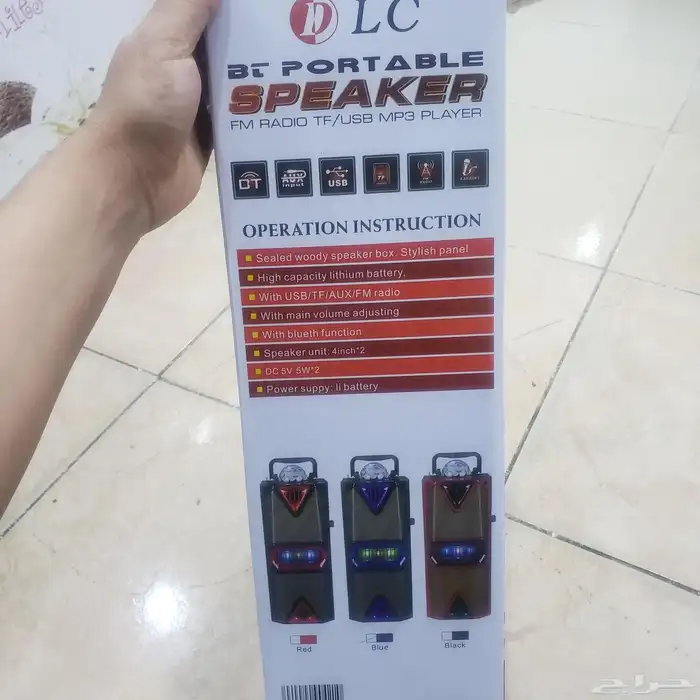 DLC
BT PORTABLE
SPEAKER
FM RADIO TF/USB MP3 PLAYER
BT
AUX
input
USB
TF
OPERATION INSTRUCTION
Sealed woody speaker box. Stylish panel
High capacity lithium battery.
With USB/TF/AUX/FM radio
With main volume adjusting
With blueth function
Speaker unit: 4inch*2
DC 5V 5W*2
Power suppy: li battery
Red
Blue
Black
حراج